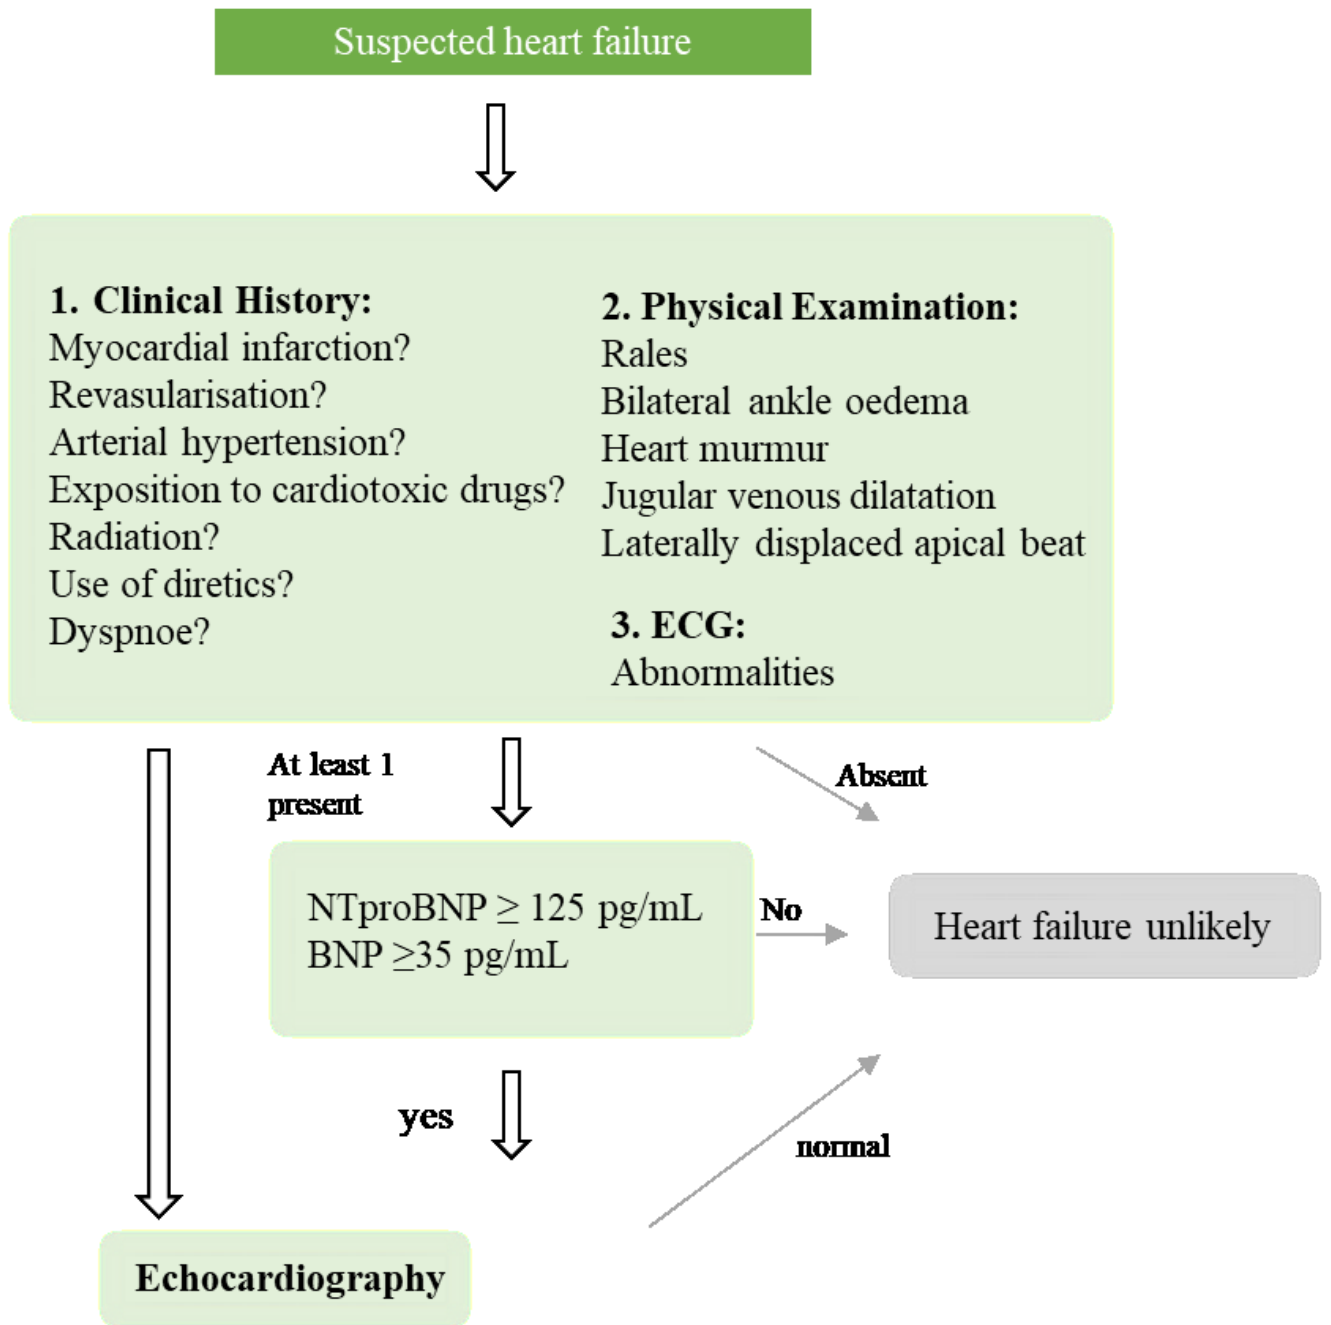 Suspected heart failure
1. Clinical History:
Myocardial infarction?
Revasularisation?
Arterial hypertension?
Exposition to cardiotoxic drugs?
Radiation?
Use of diretics?
Dyspnoe?
2. Physical Examination:
Rales
Bilateral ankle oedema
Heart murmur
Jugular venous dilatation
Laterally displaced apical beat
3. ECG:
Abnormalities
At least 1
present
Absent
NTproBNP ≥ 125 pg/mL
BNP ≥35 pg/mL
No
Heart failure unlikely
yes
normal
Echocardiography